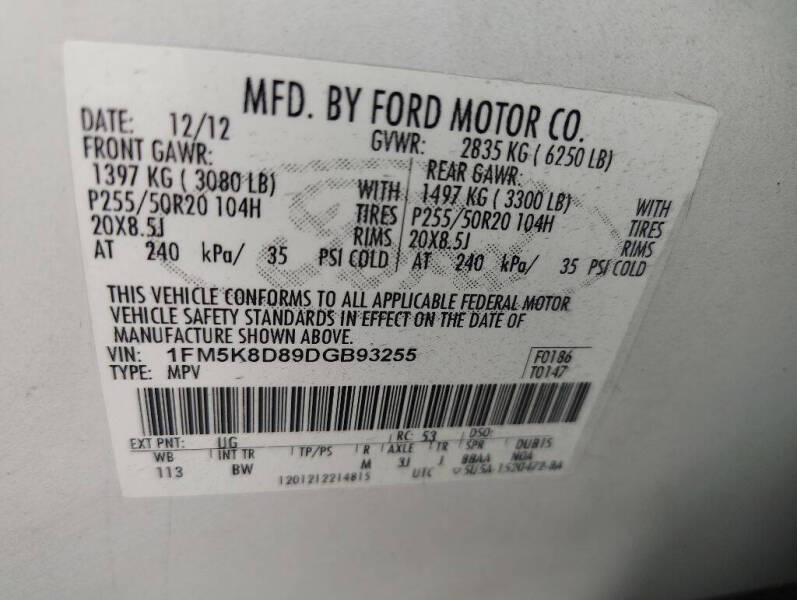 MFD. BY FORD MOTOR CO.
DATE: 12/12 GVWR: 2835 KG ( 6250 LB)
FRONT GAWR: REAR GAWR:
1397 KG ( 3080 LB) WITH 1497 KG ( 3300 LB) WITH
P255/50R20 104H TIRES P255/50R20 104H TIRES
20X8.5J RIMS 20X8.5J RIMS
AT 240 kPa/ 35 PSI COLD AT 240 kPa/ 35 PSI COLD
THIS VEHICLE CONFORMS TO ALL APPLICABLE FEDERAL MOTOR
VEHICLE SAFETY STANDARDS IN EFFECT ON THE DATE OF
MANUFACTURE SHOWN ABOVE.
VIN: 1FM5K8D89DGB93255 F0186
TYPE: MPV T0147
EXT PNT: UG RC: 53 DSO:
WB INT TR TP/PS R AXLE TR SPR DUB1S
113 BW M 3J J BBAA NGA
1201212214815 UTC